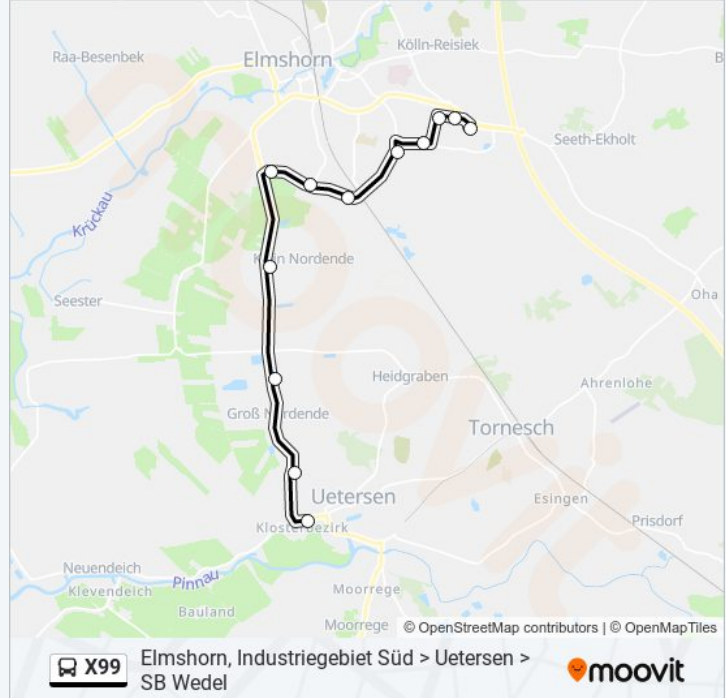 Raa-Besenbek
Elmshorn
Kölln-Reisiek
Seeth-Ekholt
Krückau
Klein Nordende
Seester
Oha
Heidgraben
Ahrenlohe
Groß Nordende
Tornesch
Uetersen
Esingen
Klosterbezirk
Prisdorf
Neuendeich
Pinnau
Klevendeich
Moorrege
Bauland
Moorrege
© OpenStreetMap contributors | © OpenMapTiles
X99
Elmshorn, Industriegebiet Süd > Uetersen >
SB Wedel
moovit